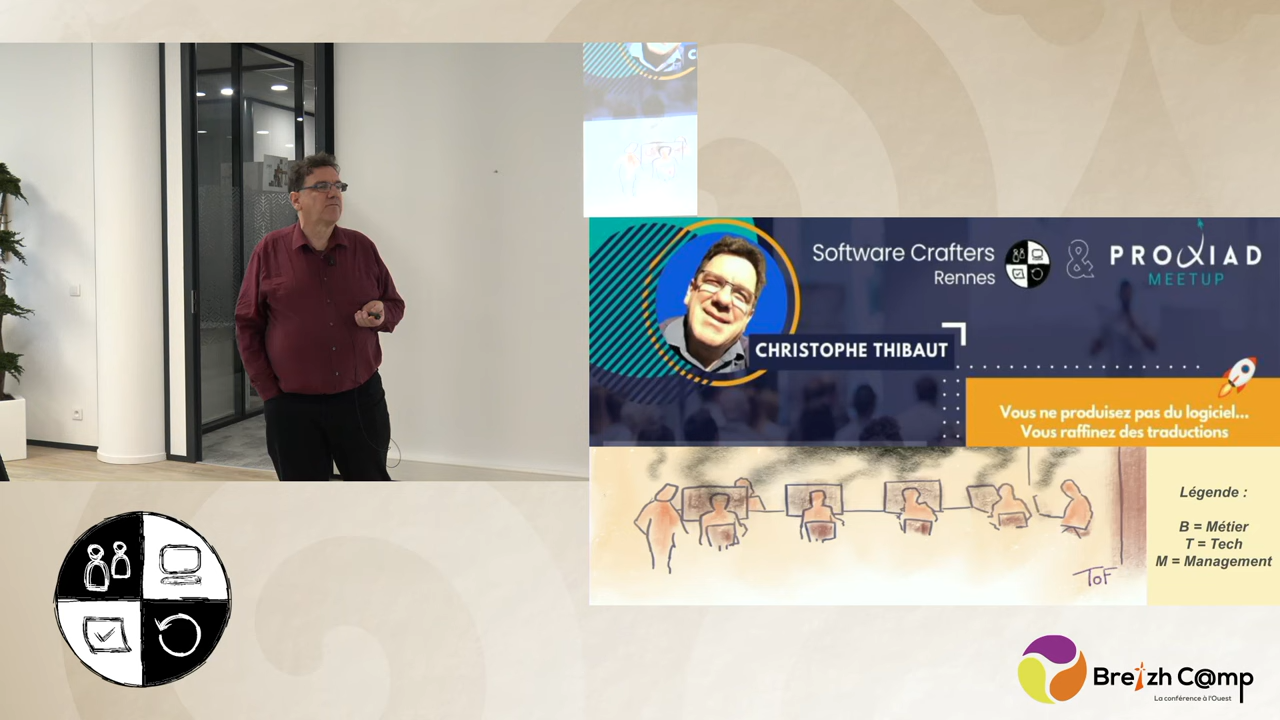 Software Crafters
Rennes
&
PROXIAD
MEETUP
CHRISTOPHE THIBAUT
Vous ne produisez pas du logiciel...
Vous raffinez des traductions
Légende :
B = Métier
T = Tech
M = Management
ToF
Breizh C@mp
La conférence à l'Ouest